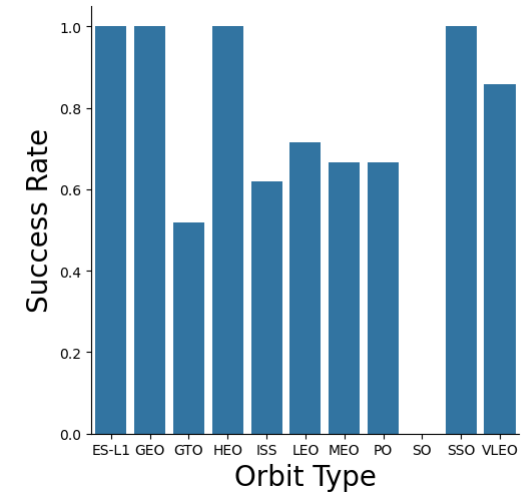 1.0
0.8
0.6
0.4
0.2
0.0
Success Rate
ES-L1 GEO GTO HEO ISS LEO MEO PO SO SSO VLEO
Orbit Type